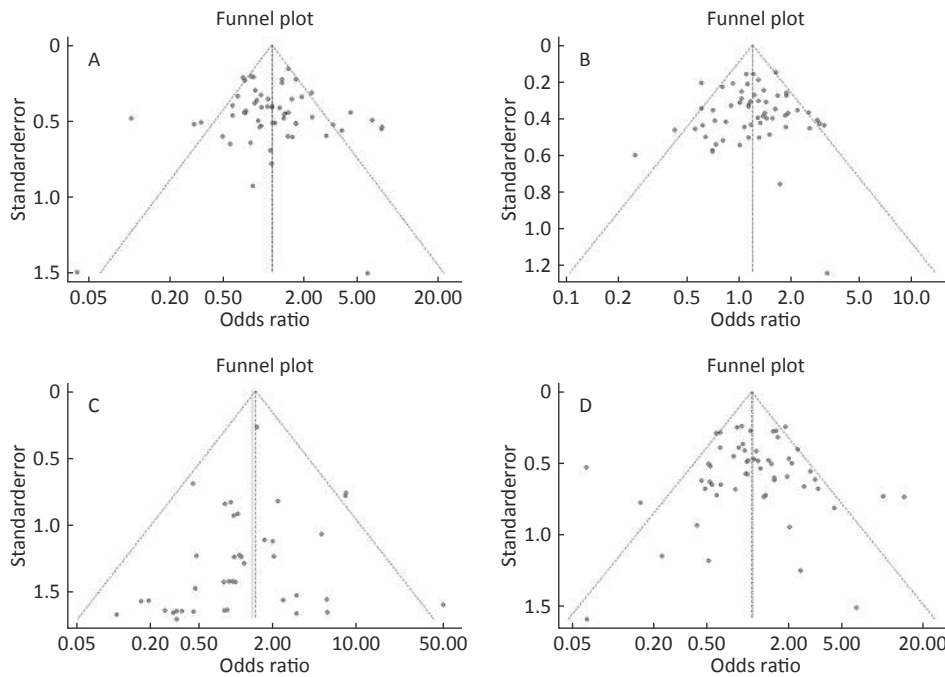 Funnel plot
A
0
0.5
1.0
1.5
Standarderror
0.05 0.20 0.50 2.00 5.00 20.00
Odds ratio
Funnel plot
B
0
0.2
0.4
0.6
0.8
1.0
1.2
Standarderror
0.1 0.2 0.5 1.0 2.0 5.0 10.0
Odds ratio
Funnel plot
C
0
0.5
1.0
1.5
Standarderror
0.05 0.20 0.50 2.00 10.00 50.00
Odds ratio
Funnel plot
D
0
0.5
1.0
1.5
Standarderror
0.05 0.20 0.50 2.00 5.00 20.00
Odds ratio